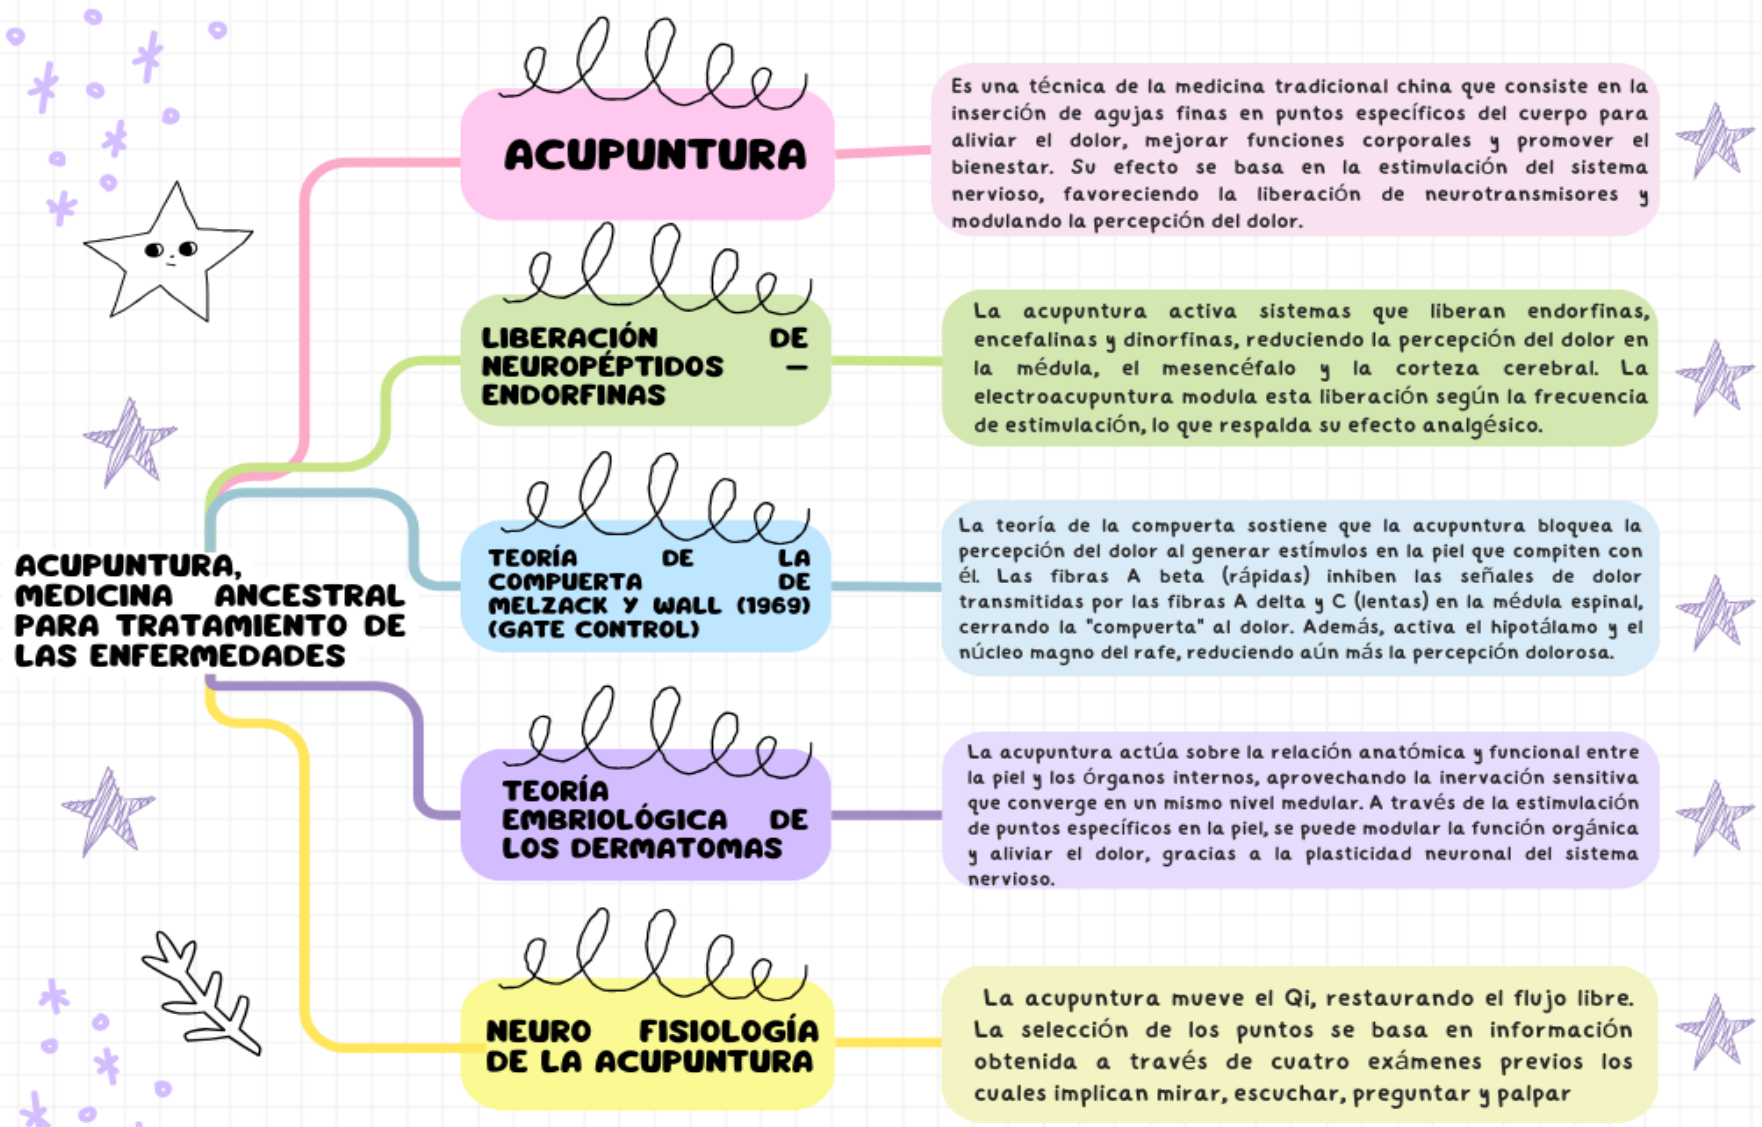 ACUPUNTURA,
MEDICINA ANCESTRAL
PARA TRATAMIENTO DE
LAS ENFERMEDADES
ACUPUNTURA
Es una técnica de la medicina tradicional china que consiste en la
inserción de agujas finas en puntos específicos del cuerpo para
aliviar el dolor, mejorar funciones corporales y promover el
bienestar. Su efecto se basa en la estimulación del sistema
nervioso, favoreciendo la liberación de neurotransmisores y
modulando la percepción del dolor.
LIBERACIÓN DE
NEUROPÉPTIDOS –
ENDORFINAS
La acupuntura activa sistemas que liberan endorfinas,
encefalinas y dinorfinas, reduciendo la percepción del dolor en
la médula, el mesencéfalo y la corteza cerebral. La
electroacupuntura modula esta liberación según la frecuencia
de estimulación, lo que respalda su efecto analgésico.
TEORÍA DE LA
COMPUERTA DE
MELZACK Y WALL (1969)
(GATE CONTROL)
La teoría de la compuerta sostiene que la acupuntura bloquea la
percepción del dolor al generar estímulos en la piel que compiten con
él. Las fibras A beta (rápidas) inhiben las señales de dolor
transmitidas por las fibras A delta y C (lentas) en la médula espinal,
cerrando la "compuerta" al dolor. Además, activa el hipotálamo y el
núcleo magno del rafe, reduciendo aún más la percepción dolorosa.
TEORÍA
EMBRIOLÓGICA DE
LOS DERMATOMAS
La acupuntura actúa sobre la relación anatómica y funcional entre
la piel y los órganos internos, aprovechando la inervación sensitiva
que converge en un mismo nivel medular. A través de la estimulación
de puntos específicos en la piel, se puede modular la función orgánica
y aliviar el dolor, gracias a la plasticidad neuronal del sistema
nervioso.
NEURO FISIOLOGÍA
DE LA ACUPUNTURA
La acupuntura mueve el Qi, restaurando el flujo libre.
La selección de los puntos se basa en información
obtenida a través de cuatro exámenes previos los
cuales implican mirar, escuchar, preguntar y palpar